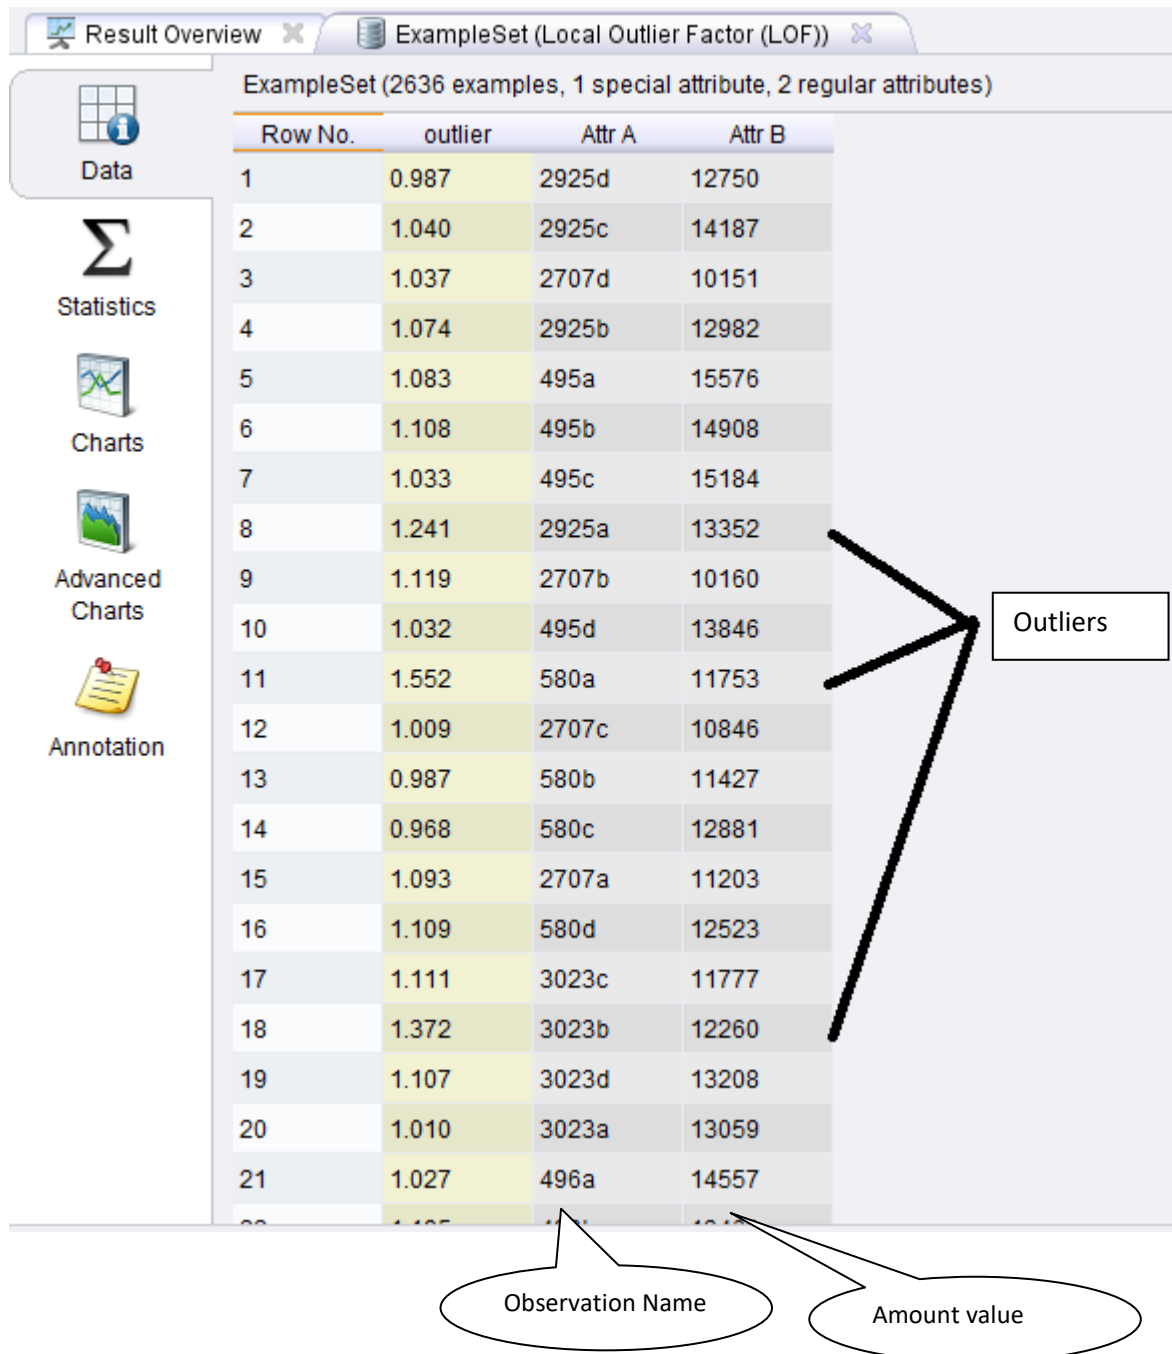 Result Overview
ExampleSet (Local Outlier Factor (LOF))
ExampleSet (2636 examples, 1 special attribute, 2 regular attributes)
Data
Statistics
Charts
Advanced
Charts
Annotation
Row No. outlier Attr A Attr B
1 0.987 2925d 12750
2 1.040 2925c 14187
3 1.037 2707d 10151
4 1.074 2925b 12982
5 1.083 495a 15576
6 1.108 495b 14908
7 1.033 495c 15184
8 1.241 2925a 13352
9 1.119 2707b 10160
10 1.032 495d 13846
11 1.552 580a 11753
12 1.009 2707c 10846
13 0.987 580b 11427
14 0.968 580c 12881
15 1.093 2707a 11203
16 1.109 580d 12523
17 1.111 3023c 11777
18 1.372 3023b 12260
19 1.107 3023d 13208
20 1.010 3023a 13059
21 1.027 496a 14557
Outliers
Observation Name
Amount value